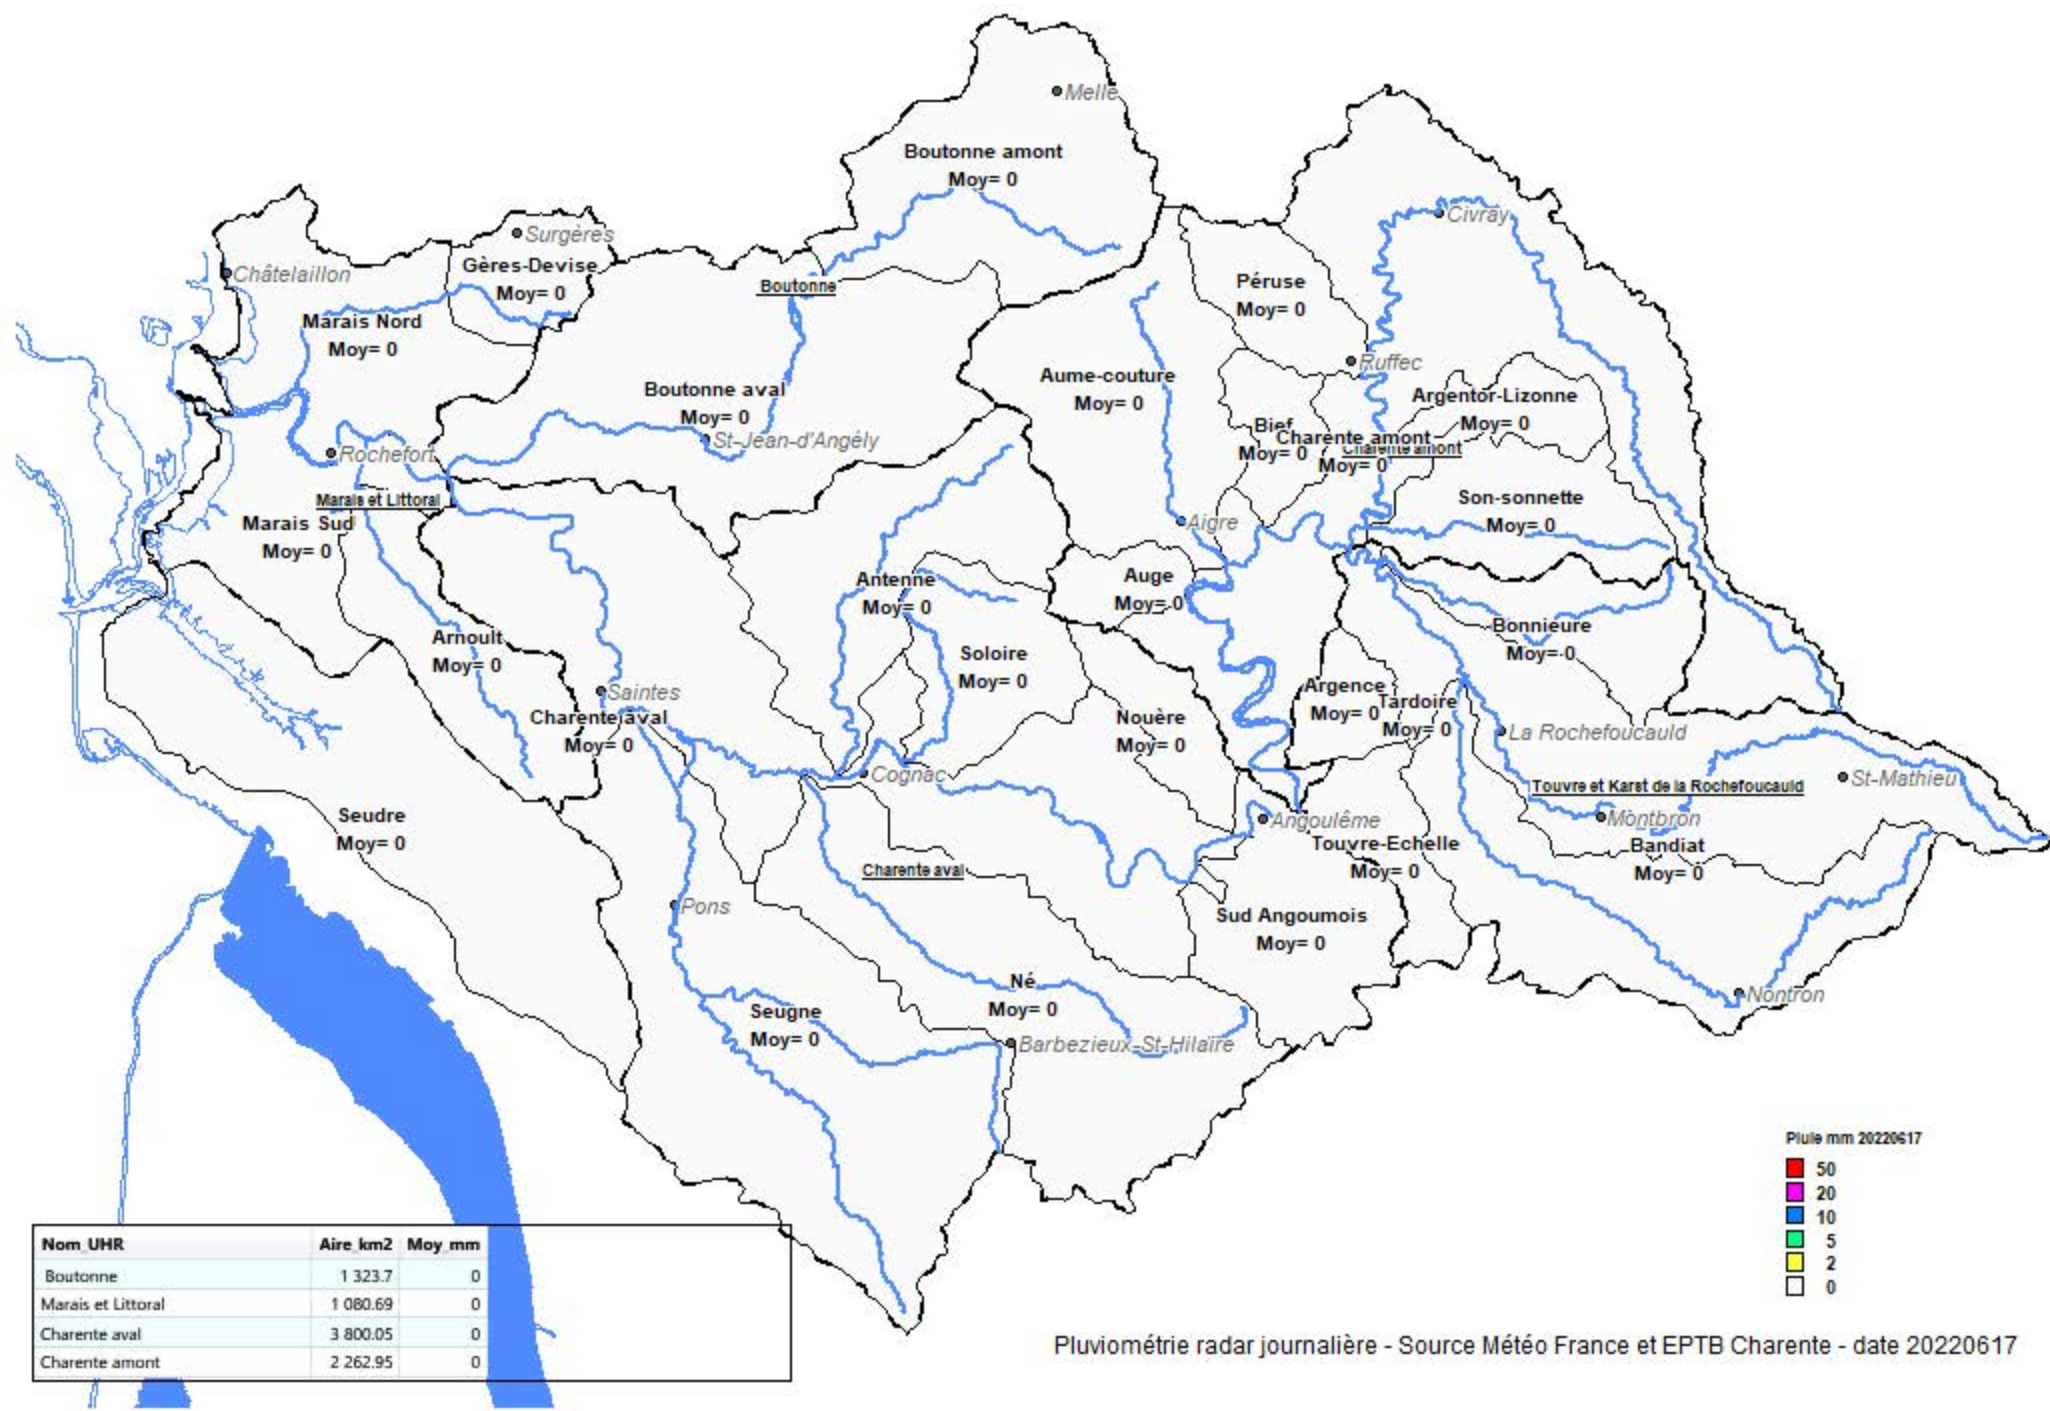 Melle
Boutonne amont
Moy= 0
Civray
Surgères
Châtelaillon
Gères-Devise
Moy= 0
Boutonne
Péruse
Moy= 0
Marais Nord
Moy= 0
Ruffec
Aume-couture
Moy= 0
Boutonne aval
Moy= 0
Argentor-Lizonne
Moy= 0
Bief
Moy= 0
Charente amont
Moy= 0
Charente amont
St-Jean-d'Angély
Rochefort
Marais et Littoral
Son-sonnette
Moy= 0
Marais Sud
Moy= 0
Aigre
Antenne
Moy= 0
Auge
Moy= 0
Bonnieure
Moy= 0
Arnoult
Moy= 0
Soloire
Moy= 0
Saintes
Argence
Moy= 0
Tardoire
Moy= 0
Charente aval
Moy= 0
Nouère
Moy= 0
La Rochefoucauld
Cognac
Touvre et Karst de la Rochefoucauld
St-Mathieu
Seudre
Moy= 0
Angoulême
Montbron
Touvre-Echelle
Moy= 0
Bandiat
Moy= 0
Charente aval
Pons
Sud Angoumois
Moy= 0
Né
Moy= 0
Nontron
Seugne
Moy= 0
Barbezieux-St-Hilaire
Pluie mm 20220617
50
20
10
5
2
0
Nom_UHR Aire_km2 Moy_mm
Boutonne 1 323.7 0
Marais et Littoral 1 080.69 0
Charente aval 3 800.05 0
Charente amont 2 262.95 0
Pluviométrie radar journalière - Source Météo France et EPTB Charente - date 20220617